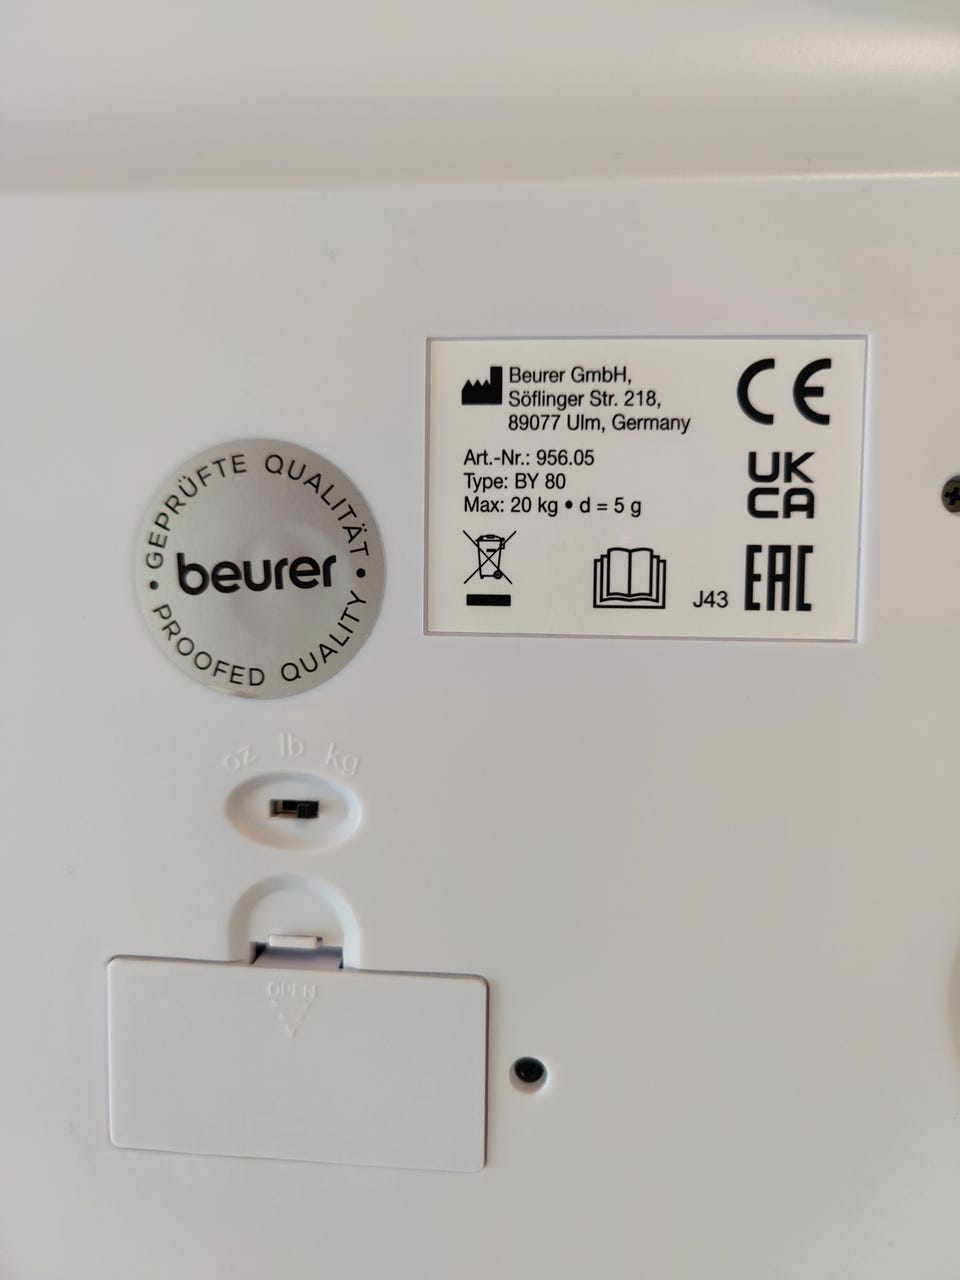 Beurer GmbH,
Söflinger Str. 218,
89077 Ulm, Germany
Art.-Nr.: 956.05
Type: BY 80
Max: 20 kg • d = 5 g
J43
CE
UK
CA
EAC
• GEPRÜFTE QUALITÄT •
beurer
PROOFED QUALITY
oz lb kg
OPEN